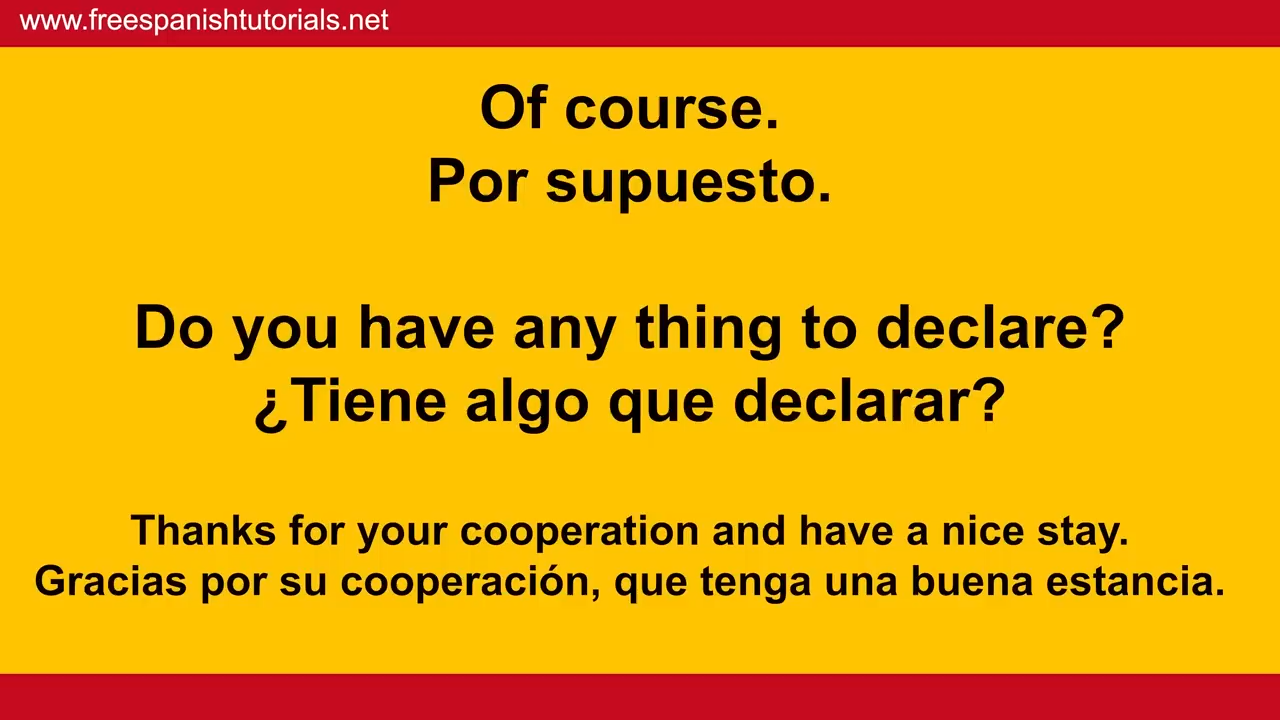 www.freespanishtutorials.net
Of course.
Por supuesto.
Do you have any thing to declare?
¿Tiene algo que declarar?
Thanks for your cooperation and have a nice stay.
Gracias por su cooperación, que tenga una buena estancia.